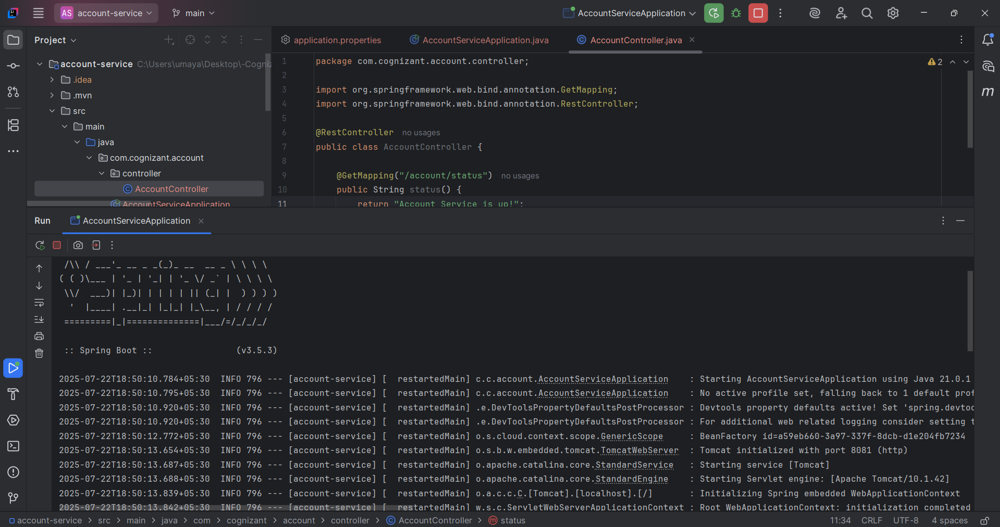 AS account-service main AccountServiceApplication
Project
application.properties AccountServiceApplication.java AccountController.java
account-service C:\Users\umaya\Desktop\-Cogniz
.idea
.mvn
src
main
java
com.cognizant.account
controller
AccountController
AccountServiceApplication
2
1 package com.cognizant.account.controller;
2
3 import org.springframework.web.bind.annotation.GetMapping;
4 import org.springframework.web.bind.annotation.RestController;
5
6 @RestController no usages
7 public class AccountController {
8
9 @GetMapping("/account/status") no usages
10 public String status() {
11 return "Account Service is up!";
m
Run AccountServiceApplication
 /\\ / ___'_ __ _ _(_)_ __  __ _ \ \ \ \
( ( )\___ | '_ | '_| | '_ \/ _` | \ \ \ \
 \\/  ___)| |_)| | | | | || (_| |  ) ) ) )
  '  |____| .__|_| |_|_| |_\__, | / / / /
 =========|_|==============|___/=/_/_/_/
:: Spring Boot :: (v3.5.3)
2025-07-22T18:50:10.784+05:30 INFO 796 --- [account-service] [ restartedMain] c.c.account.AccountServiceApplication : Starting AccountServiceApplication using Java 21.0.1
2025-07-22T18:50:10.795+05:30 INFO 796 --- [account-service] [ restartedMain] c.c.account.AccountServiceApplication : No active profile set, falling back to 1 default prof
2025-07-22T18:50:10.920+05:30 INFO 796 --- [account-service] [ restartedMain] .e.DevToolsPropertyDefaultsPostProcessor : Devtools property defaults active! Set 'spring.devtoo
2025-07-22T18:50:10.920+05:30 INFO 796 --- [account-service] [ restartedMain] .e.DevToolsPropertyDefaultsPostProcessor : For additional web related logging consider setting t
2025-07-22T18:50:12.772+05:30 INFO 796 --- [account-service] [ restartedMain] o.s.cloud.context.scope.GenericScope : BeanFactory id=a59eb660-3a97-337f-8dcb-d1e204fb7234
2025-07-22T18:50:13.654+05:30 INFO 796 --- [account-service] [ restartedMain] o.s.b.w.embedded.tomcat.TomcatWebServer : Tomcat initialized with port 8081 (http)
2025-07-22T18:50:13.687+05:30 INFO 796 --- [account-service] [ restartedMain] o.apache.catalina.core.StandardService : Starting service [Tomcat]
2025-07-22T18:50:13.688+05:30 INFO 796 --- [account-service] [ restartedMain] o.apache.catalina.core.StandardEngine : Starting Servlet engine: [Apache Tomcat/10.1.42]
2025-07-22T18:50:13.839+05:30 INFO 796 --- [account-service] [ restartedMain] o.a.c.c.C.[Tomcat].[localhost].[/] : Initializing Spring embedded WebApplicationContext
2025-07-22T18:50:13.842+05:30 INFO 796 --- [account-service] [ restartedMain] w.s.c.ServletWebServerApplicationContext : Root WebApplicationContext: initialization completed
account-service > src > main > java > com > cognizant > account > controller > AccountController > status 11:34 CRLF UTF-8 4 spaces